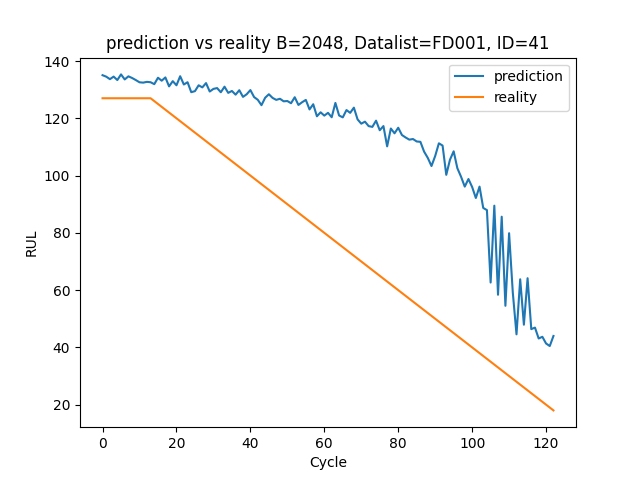 prediction vs reality B=2048, Datalist=FD001, ID=41
prediction
reality
RUL
140
120
100
80
60
40
20
0 20 40 60 80 100 120
Cycle